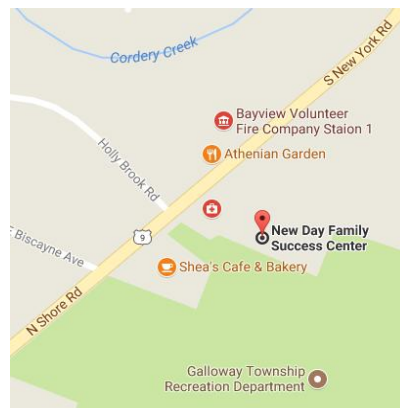 Cordery Creek
S New York Rd
Bayview Volunteer
Fire Company Staion 1
Athenian Garden
Holly Brook Rd
New Day Family
Success Center
9
E Biscayne Ave
Shea's Cafe & Bakery
N Shore Rd
Galloway Township
Recreation Department